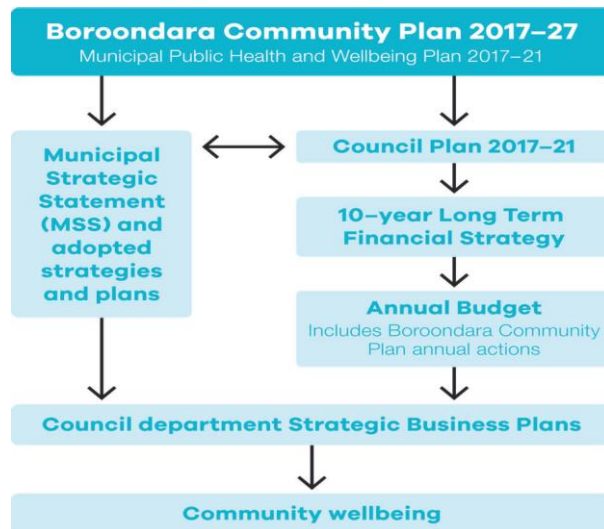 Boroondara Community Plan 2017–27
Municipal Public Health and Wellbeing Plan 2017–21
Municipal
Strategic
Statement
(MSS) and
adopted
strategies
and plans
Council Plan 2017–21
10–year Long Term
Financial Strategy
Annual Budget
Includes Boroondara Community
Plan annual actions
Council department Strategic Business Plans
Community wellbeing